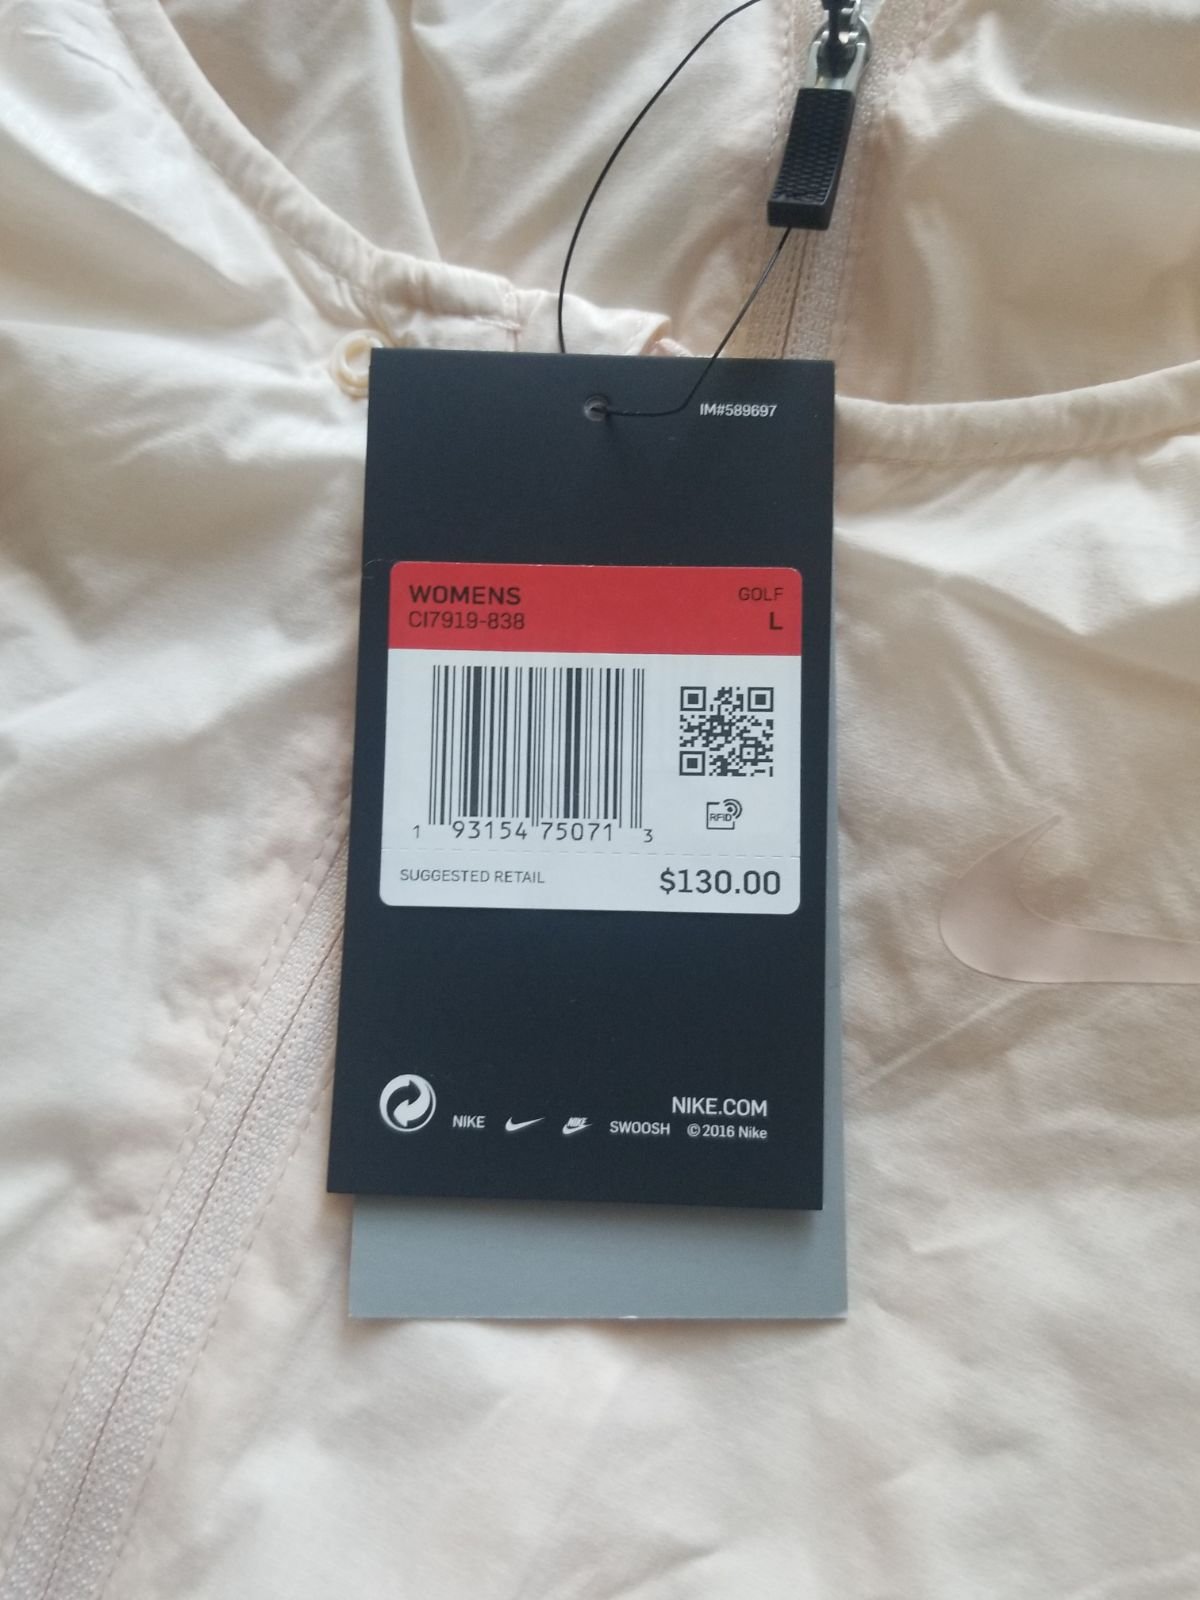 IM#589697
WOMENS
GOLF
CI7919-838
L
RFID
1 93154 75071 3
SUGGESTED RETAIL
$130.00
NIKE.COM
NIKE NIKE SWOOSH © 2016 Nike